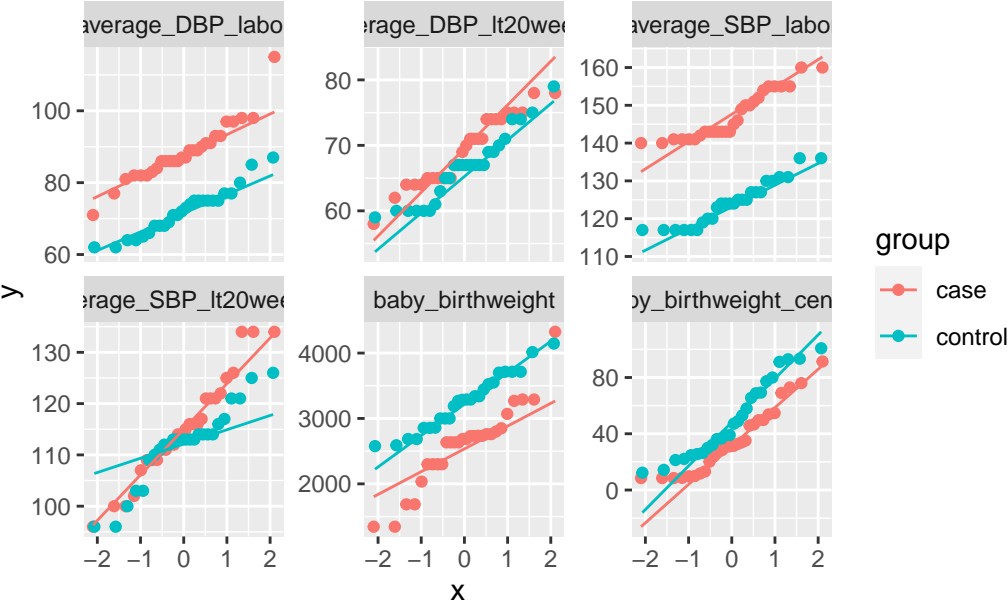 average_DBP_labo
erage_DBP_lt20wee
average_SBP_labo
100
80
60
80
70
60
160
150
140
130
120
110
y
erage_SBP_lt20wee
baby_birthweight
by_birthweight_cen
130
120
110
100
4000
3000
2000
80
40
0
−2 −1 0 1 2
−2 −1 0 1 2
−2 −1 0 1 2
x
group
case
control